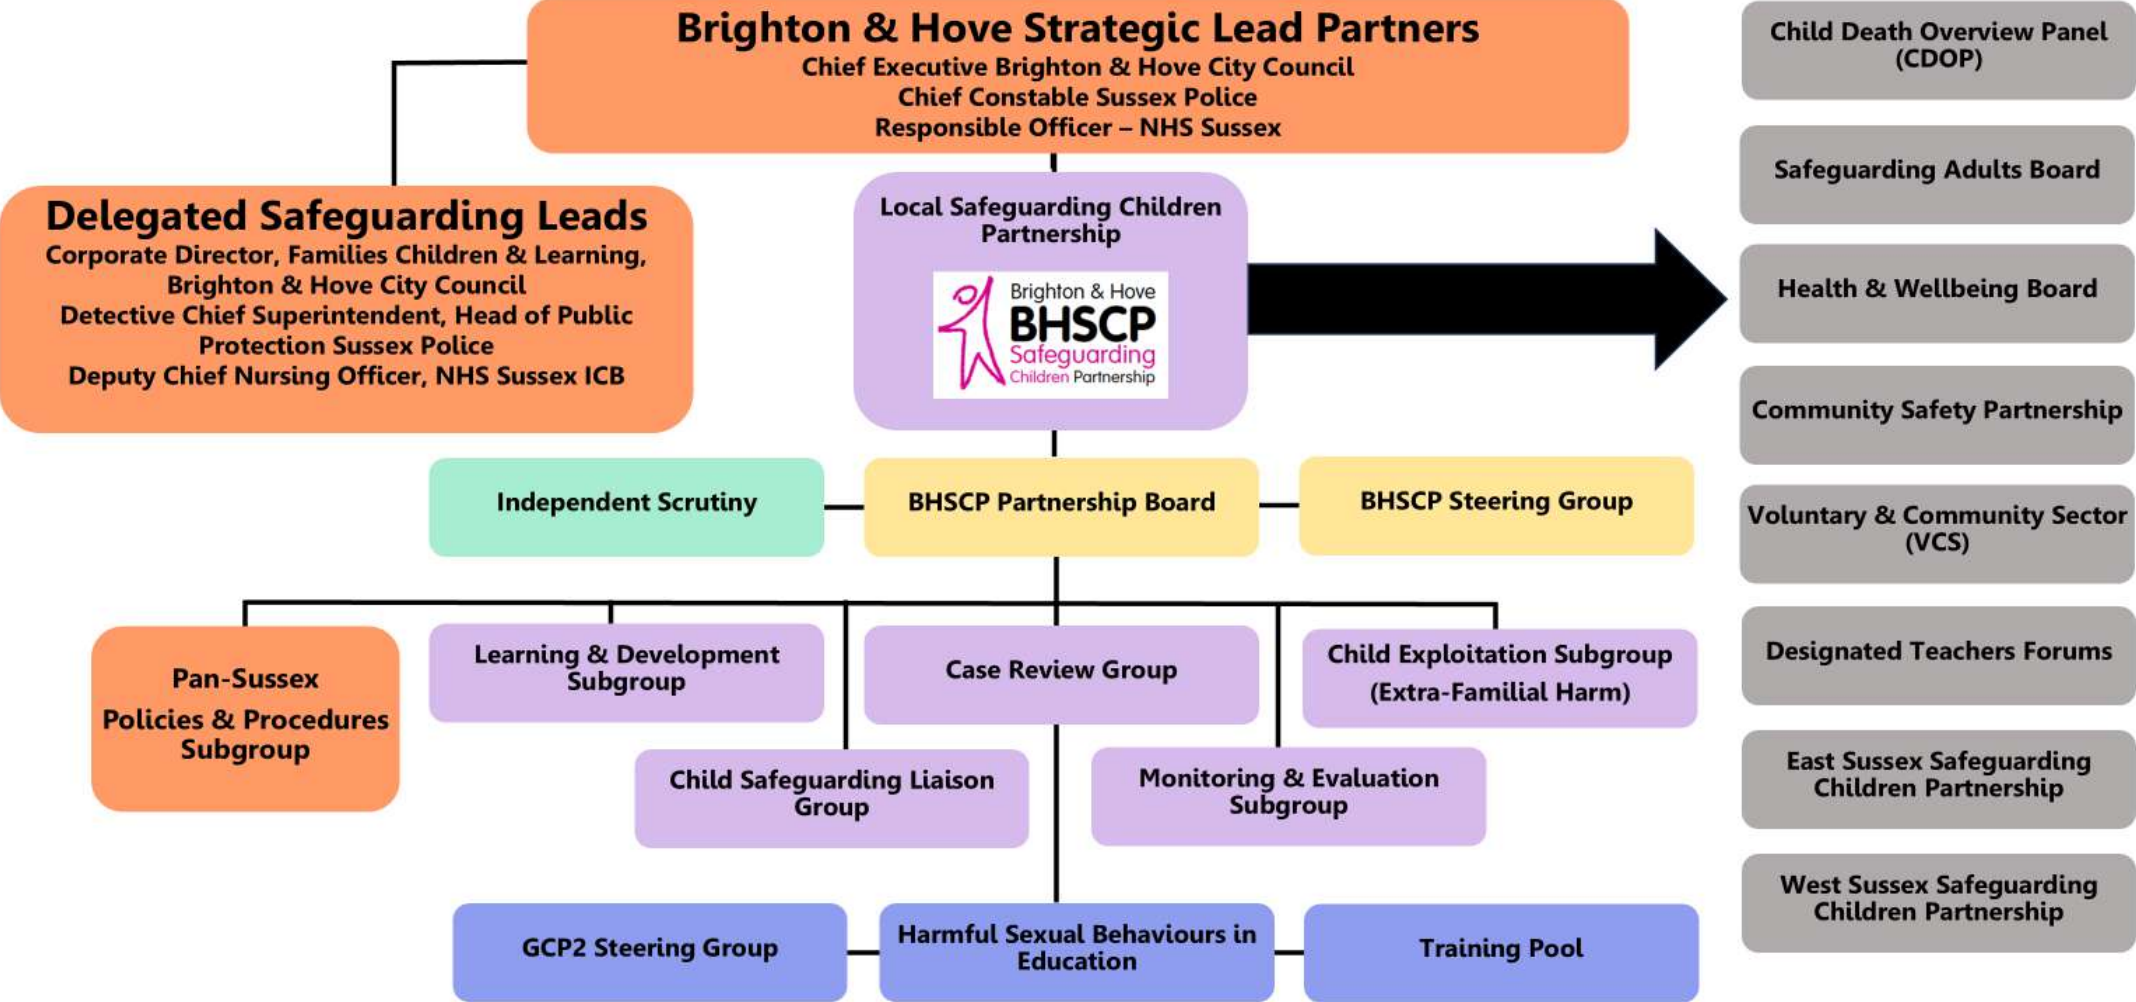 Brighton & Hove Strategic Lead Partners
Chief Executive Brighton & Hove City Council
Chief Constable Sussex Police
Responsible Officer – NHS Sussex
Delegated Safeguarding Leads
Corporate Director, Families Children & Learning,
Brighton & Hove City Council
Detective Chief Superintendent, Head of Public
Protection Sussex Police
Deputy Chief Nursing Officer, NHS Sussex ICB
Local Safeguarding Children
Partnership
Brighton & Hove
BHSCP
Safeguarding
Children Partnership
Independent Scrutiny
BHSCP Partnership Board
BHSCP Steering Group
Pan-Sussex
Policies & Procedures
Subgroup
Learning & Development
Subgroup
Case Review Group
Child Exploitation Subgroup
(Extra-Familial Harm)
Child Safeguarding Liaison
Group
Monitoring & Evaluation
Subgroup
GCP2 Steering Group
Harmful Sexual Behaviours in
Education
Training Pool
Child Death Overview Panel
(CDOP)
Safeguarding Adults Board
Health & Wellbeing Board
Community Safety Partnership
Voluntary & Community Sector
(VCS)
Designated Teachers Forums
East Sussex Safeguarding
Children Partnership
West Sussex Safeguarding
Children Partnership